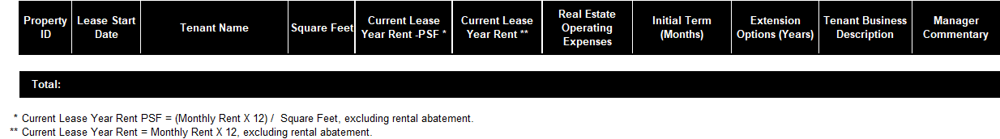 Property ID
Lease Start Date
Tenant Name
Square Feet
Current Lease Year Rent -PSF *
Current Lease Year Rent **
Real Estate Operating Expenses
Initial Term (Months)
Extension Options (Years)
Tenant Business Description
Manager Commentary
Total:
* Current Lease Year Rent PSF = (Monthly Rent X 12) / Square Feet, excluding rental abatement.
** Current Lease Year Rent = Monthly Rent X 12, excluding rental abatement.